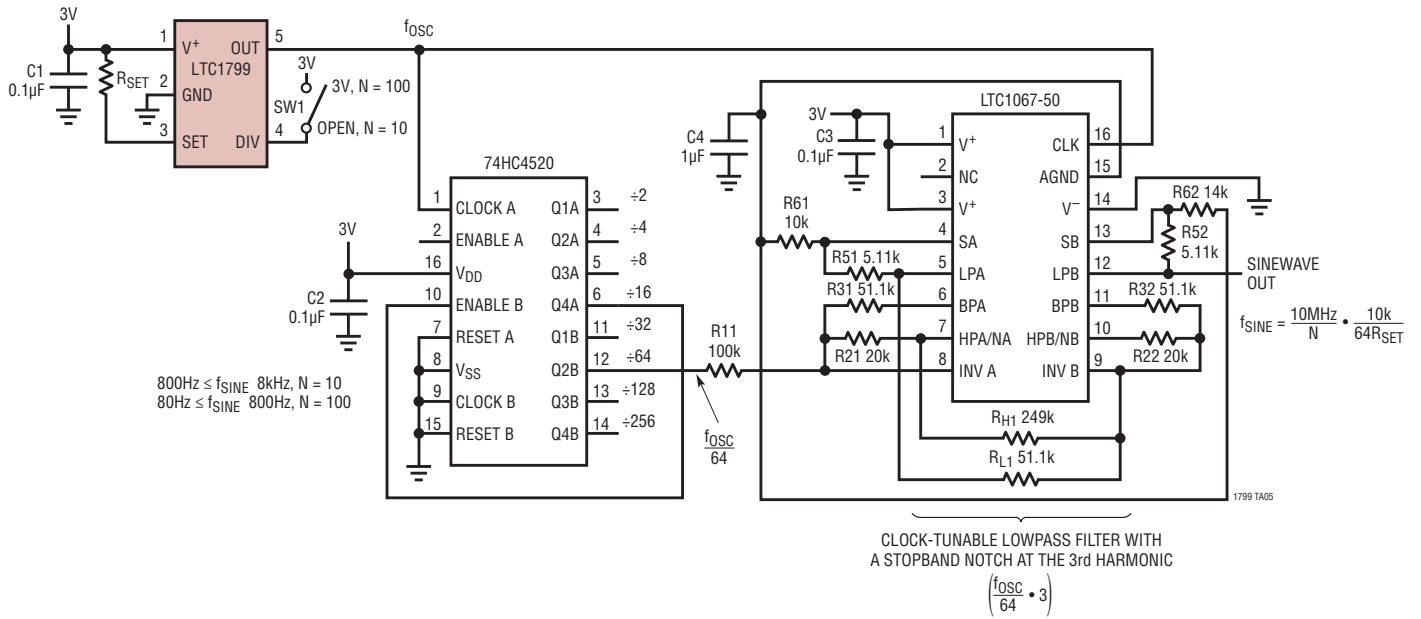 3V
C1
0.1µF
RSET
1
V+
OUT
5
LTC1799
2
GND
3
SET
DIV
4
fOSC
3V
3V, N = 100
SW1
OPEN, N = 10
74HC4520
1
CLOCK A
Q1A
3
÷2
2
ENABLE A
Q2A
4
÷4
Q3A
5
÷8
16
VDD
10
ENABLE B
Q4A
6
÷16
7
RESET A
Q1B
11
÷32
8
VSS
Q2B
12
÷64
9
CLOCK B
Q3B
13
÷128
15
RESET B
Q4B
14
÷256
3V
C2
0.1µF
800Hz ≤ fSINE 8kHz, N = 10
80Hz ≤ fSINE 800Hz, N = 100
R11
100k
fOSC
64
C4
1µF
3V
C3
0.1µF
LTC1067-50
1
V+
CLK
16
2
NC
AGND
15
3
V+
V−
14
4
SA
SB
13
5
LPA
LPB
12
6
BPA
BPB
11
7
HPA/NA
HPB/NB
10
8
INV A
INV B
9
R61
10k
R51 5.11k
R31 51.1k
R21 20k
R62 14k
R52
5.11k
SINEWAVE
OUT
R32 51.1k
R22 20k
RH1 249k
RL1 51.1k
fSINE = 10MHz/N • 10k/64RSET
1799 TA05
CLOCK-TUNABLE LOWPASS FILTER WITH
A STOPBAND NOTCH AT THE 3rd HARMONIC
(fOSC/64 • 3)